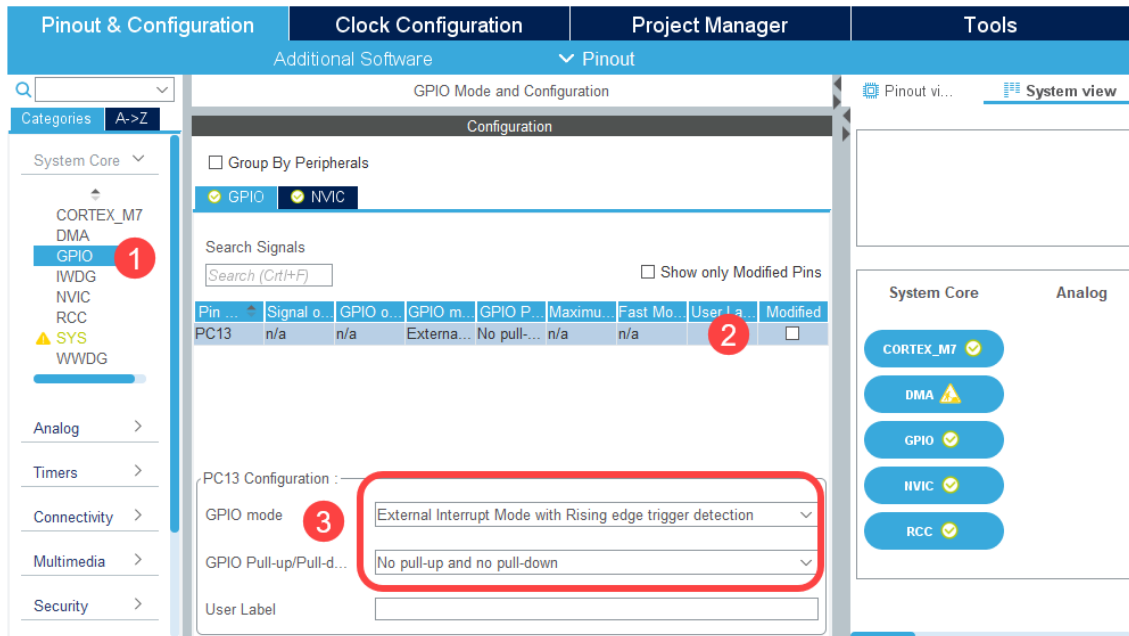 Pinout & Configuration Clock Configuration Project Manager Tools
Additional Software Pinout
GPIO Mode and Configuration
Pinout vi... System view
Categories A->Z
Configuration
System Core
Group By Peripherals
GPIO NVIC
CORTEX_M7
DMA
GPIO
1
IWDG
NVIC
RCC
SYS
WWDG
Search Signals
Search (Crtl+F)
Show only Modified Pins
Pin ... Signal o... GPIO o... GPIO m... GPIO P... Maximu... Fast Mo... User La... Modified
PC13 n/a n/a Externa... No pull-... n/a n/a
2
Analog
Timers
Connectivity
Multimedia
Security
PC13 Configuration :
GPIO mode
3
External Interrupt Mode with Rising edge trigger detection
GPIO Pull-up/Pull-d... No pull-up and no pull-down
User Label
System Core Analog
CORTEX_M7
DMA
GPIO
NVIC
RCC